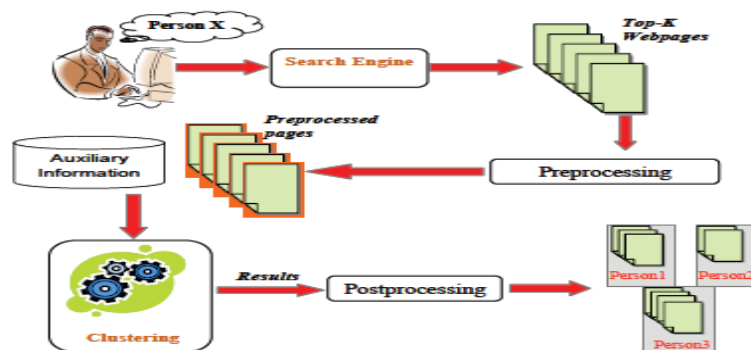 Person X
Search Engine
Top-K
Webpages
Preprocessed
pages
Auxiliary
Information
Preprocessing
Results
Postprocessing
Clustering
Person1
Person2
Person3